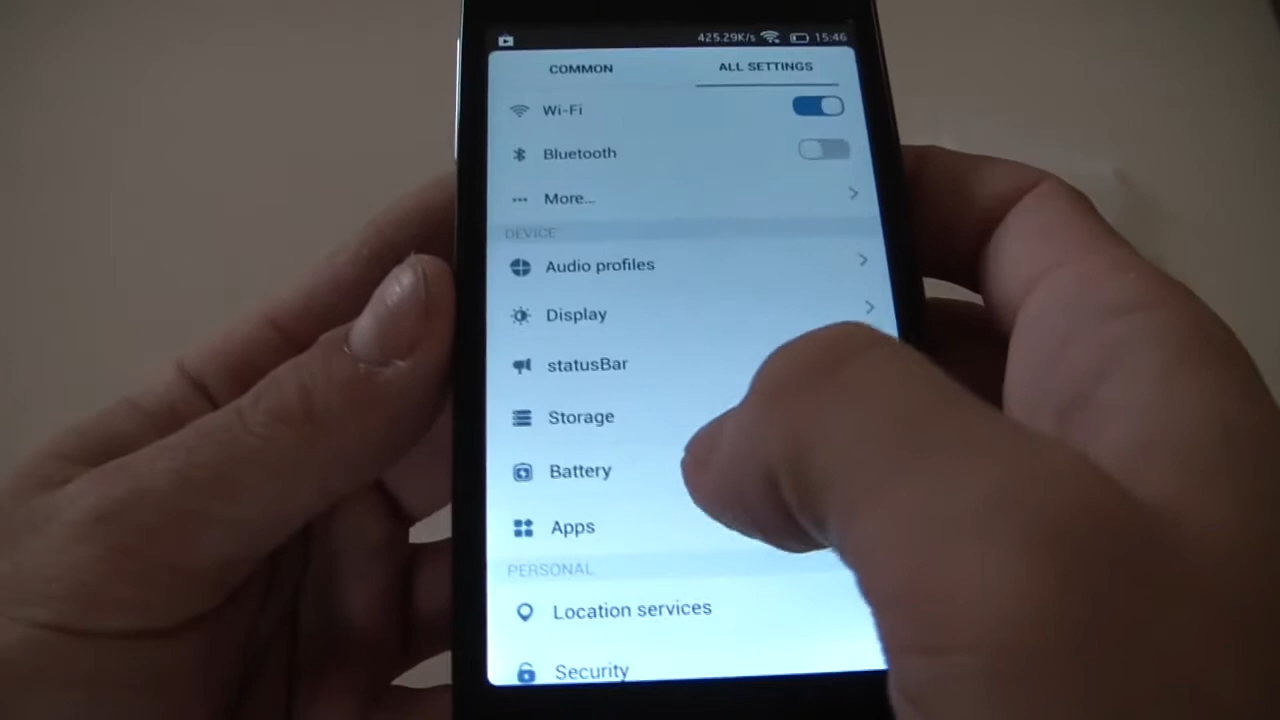 425.29K/s 15:46
COMMON ALL SETTINGS
Wi-Fi
Bluetooth
More...
DEVICE
Audio profiles
Display
statusBar
Storage
Battery
Apps
PERSONAL
Location services
Security